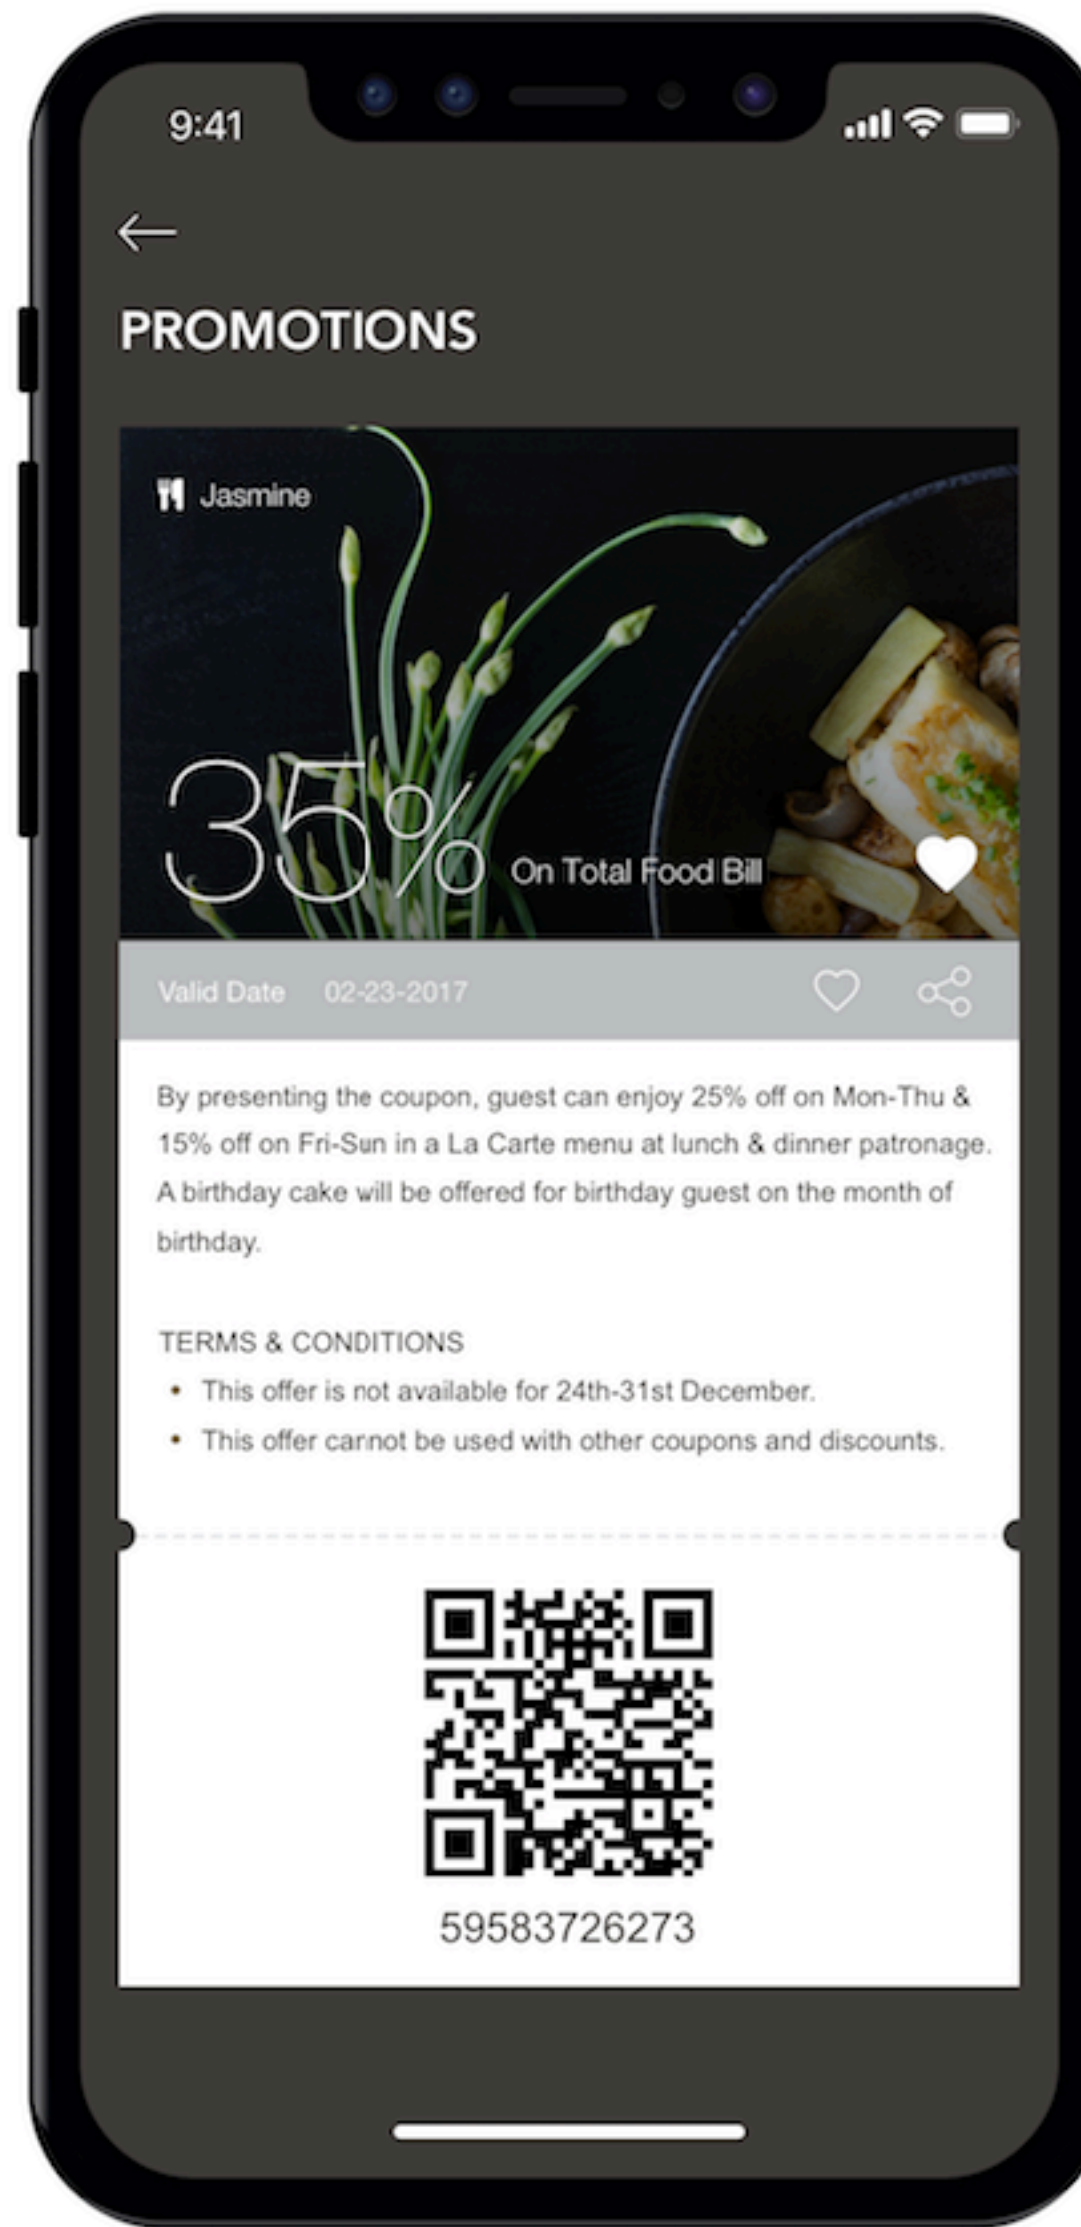 9:41
PROMOTIONS
Jasmine
35% On Total Food Bill
Valid Date 02-23-2017
By presenting the coupon, guest can enjoy 25% off on Mon-Thu &
15% off on Fri-Sun in a La Carte menu at lunch & dinner patronage.
A birthday cake will be offered for birthday guest on the month of
birthday.
TERMS & CONDITIONS
• This offer is not available for 24th-31st December.
• This offer cannot be used with other coupons and discounts.
59583726273